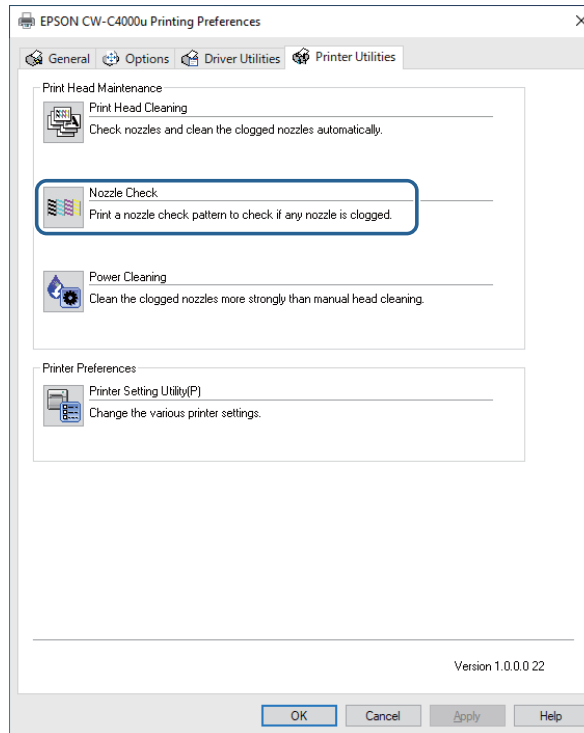 EPSON CW-C4000u Printing Preferences
General
Options
Driver Utilities
Printer Utilities
Print Head Maintenance
Print Head Cleaning
Check nozzles and clean the clogged nozzles automatically.
Nozzle Check
Print a nozzle check pattern to check if any nozzle is clogged.
Power Cleaning
Clean the clogged nozzles more strongly than manual head cleaning.
Printer Preferences
Printer Setting Utility(P)
Change the various printer settings.
Version 1.0.0.0 22
OK
Cancel
Apply
Help